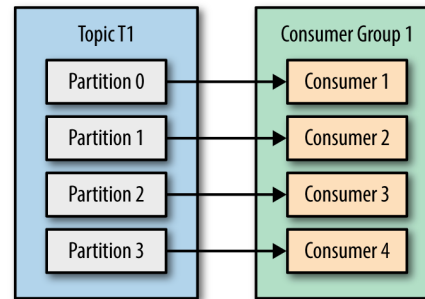 Topic T1
Partition 0
Partition 1
Partition 2
Partition 3
Consumer Group 1
Consumer 1
Consumer 2
Consumer 3
Consumer 4